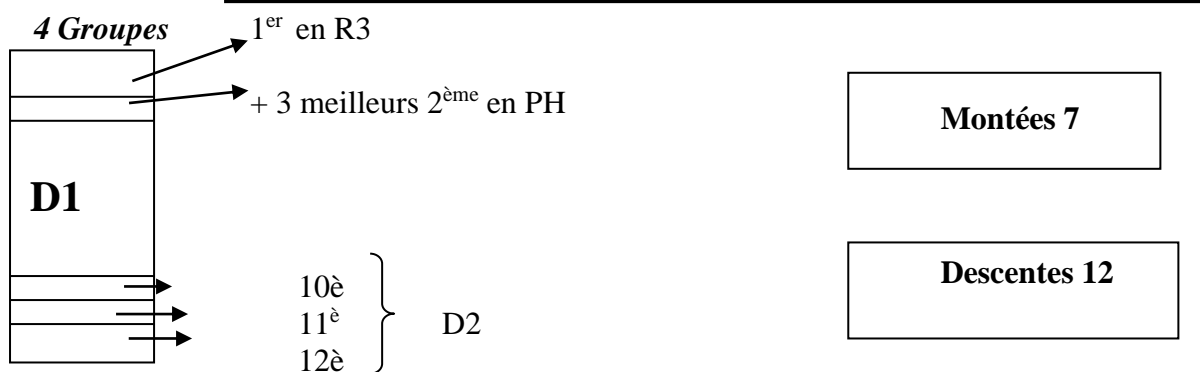 4 Groupes
1er en R3
+ 3 meilleurs 2ème en PH
Montées 7
D1
Descentes 12
10è
11è
D2
12è